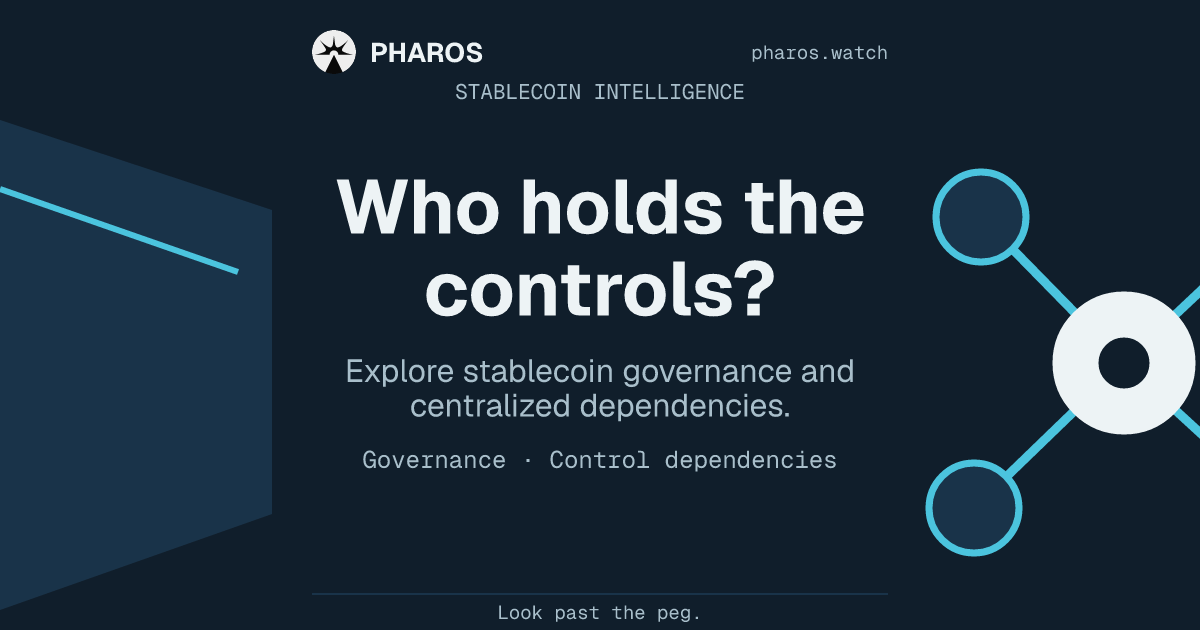 PHAROS
pharos.watch
STABLECOIN INTELLIGENCE
Who holds the
controls?
Explore stablecoin governance and
centralized dependencies.
Governance · Control dependencies
Look past the peg.